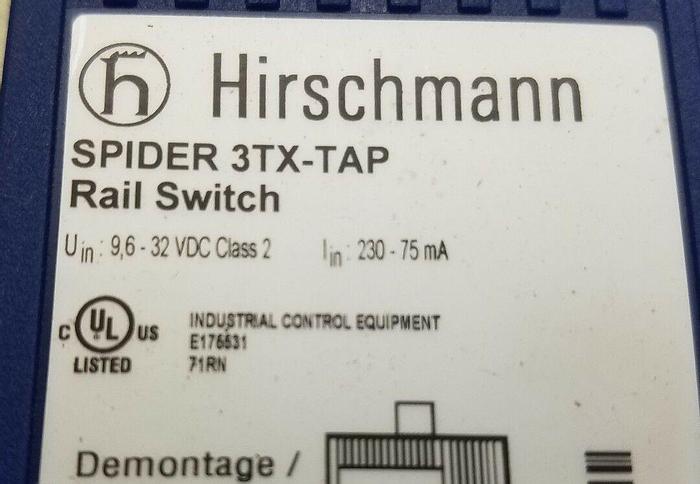 Hirschmann
SPIDER 3TX-TAP
Rail Switch
Uin : 9,6 - 32 VDC Class 2 Iin : 230 - 75 mA
C UL US
LISTED
INDUSTRIAL CONTROL EQUIPMENT
E175531
71RN
Demontage /